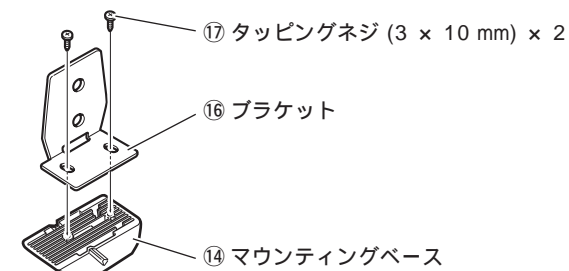 ⑰ タッピングネジ (3 × 10 mm) × 2
⑯ ブラケット
⑭ マウンティングベース